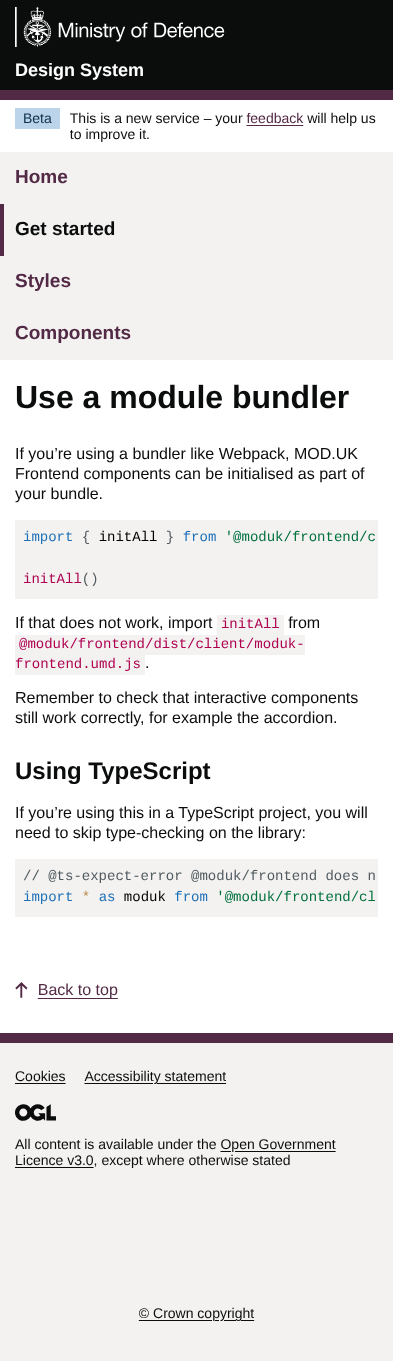 Ministry of Defence
Design System
Beta This is a new service – your feedback will help us
to improve it.
Home
Get started
Styles
Components
Use a module bundler
If you’re using a bundler like Webpack, MOD.UK
Frontend components can be initialised as part of
your bundle.
import { initAll } from '@moduk/frontend/c
initAll()
If that does not work, import initAll from
@moduk/frontend/dist/client/moduk-
frontend.umd.js.
Remember to check that interactive components
still work correctly, for example the accordion.
Using TypeScript
If you’re using this in a TypeScript project, you will
need to skip type-checking on the library:
// @ts-expect-error @moduk/frontend does n
import * as moduk from '@moduk/frontend/cl
Back to top
Cookies Accessibility statement
OGL
All content is available under the Open Government
Licence v3.0, except where otherwise stated
© Crown copyright